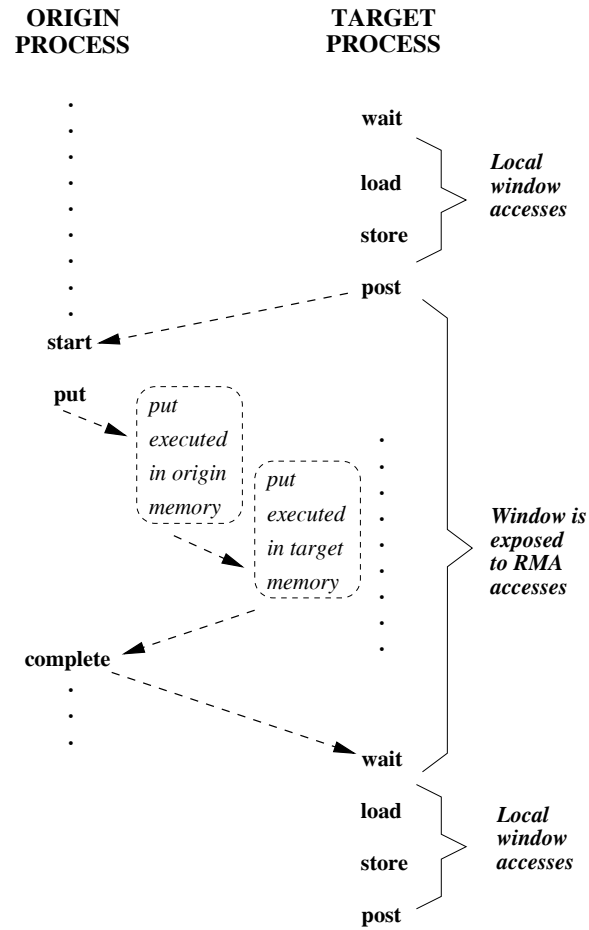 ORIGIN
PROCESS
TARGET
PROCESS
wait
load
store
Local
window
accesses
post
start
put
put
executed
in origin
memory
put
executed
in target
memory
Window is
exposed
to RMA
accesses
complete
wait
load
store
post
Local
window
accesses